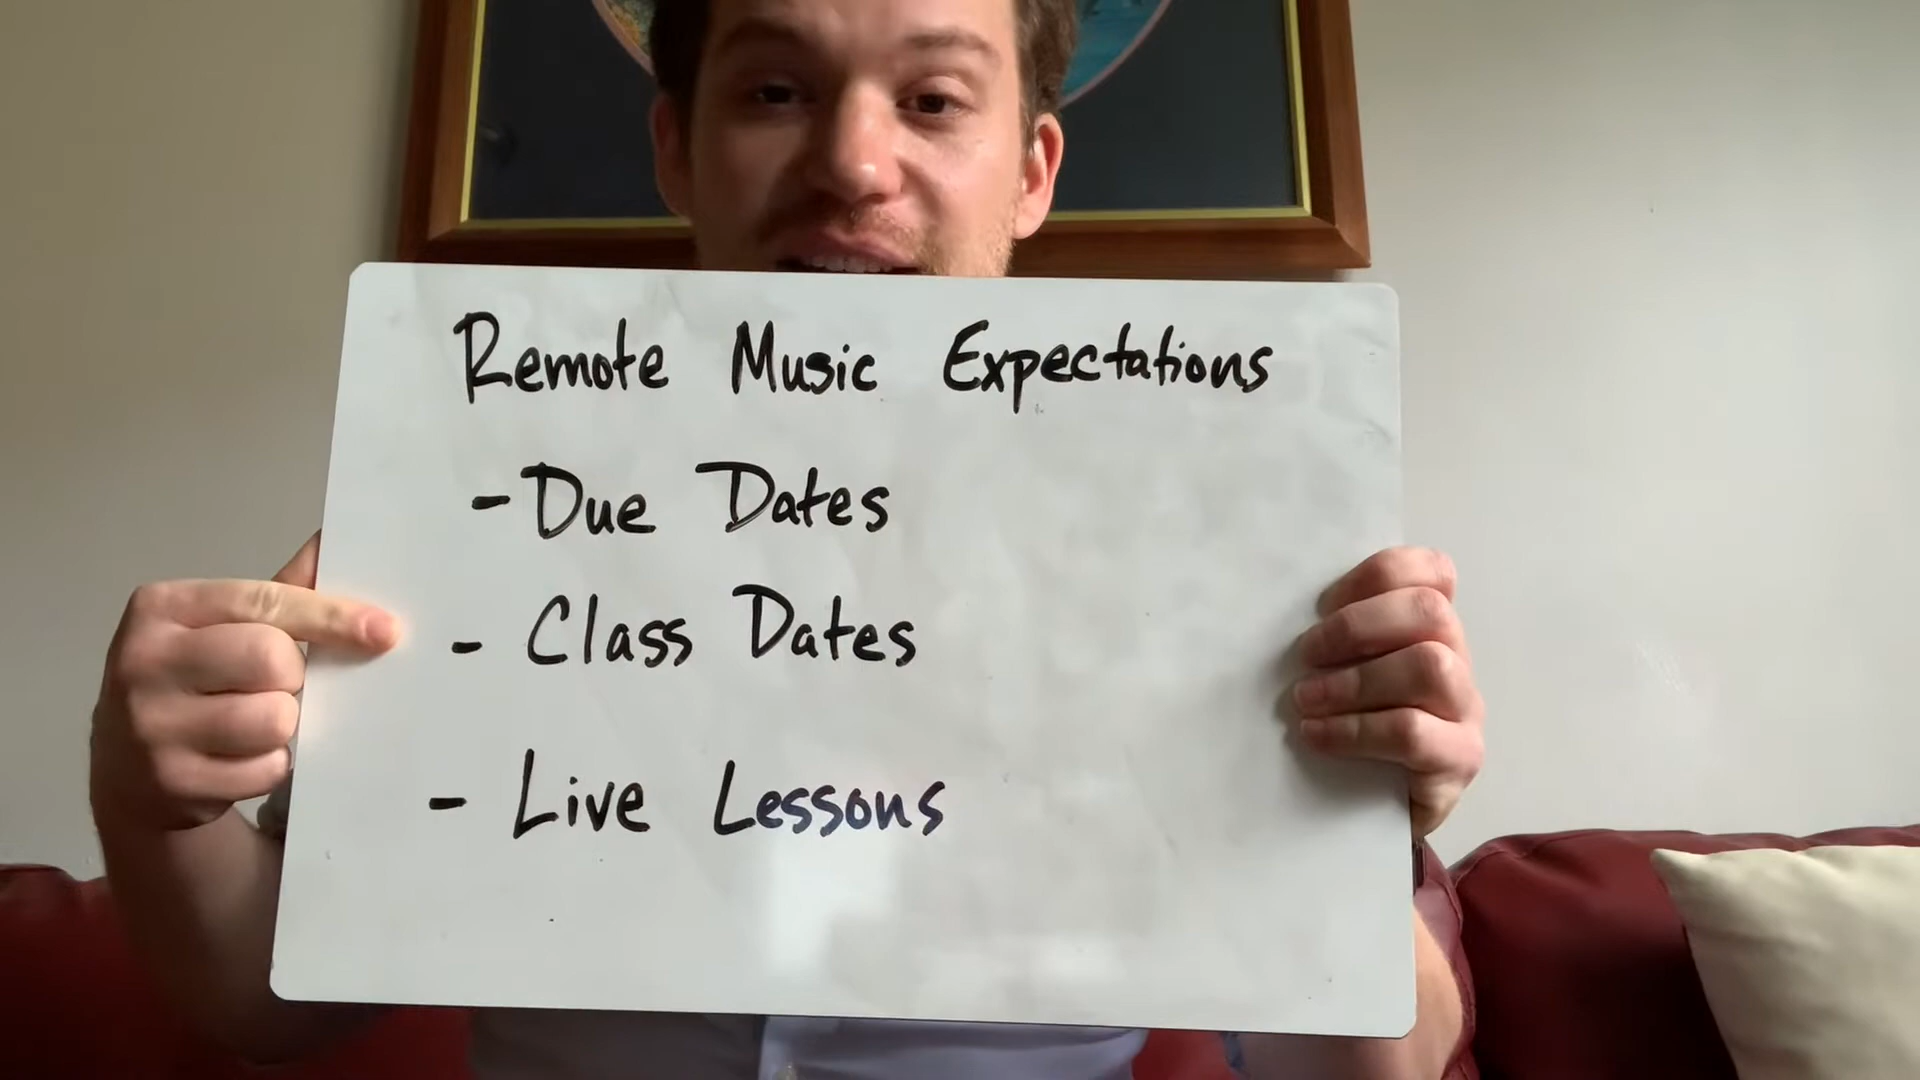 Remote Music Expectations
- Due Dates
- Class Dates
- Live Lessons